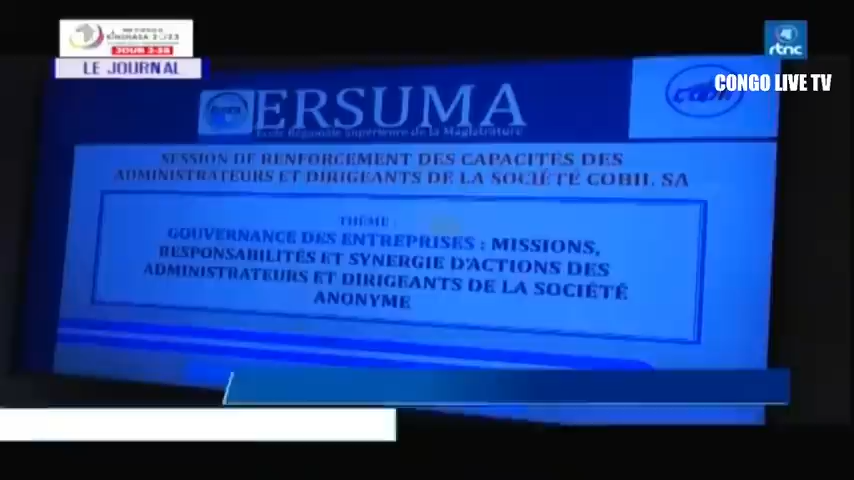 KINSHASA 2023
JOUR J-38
LE JOURNAL
rtnc
CONGO LIVE TV
ERSUMA
Ecole Régionale Supérieure de la Magistrature
SESSION DE RENFORCEMENT DES CAPACITÉS DES
ADMINISTRATEURS ET DIRIGEANTS DE LA SOCIÉTÉ COBIL SA
THÈME :
GOUVERNANCE DES ENTREPRISES : MISSIONS,
RESPONSABILITÉS ET SYNERGIE D'ACTIONS DES
ADMINISTRATEURS ET DIRIGEANTS DE LA SOCIÉTÉ
ANONYME